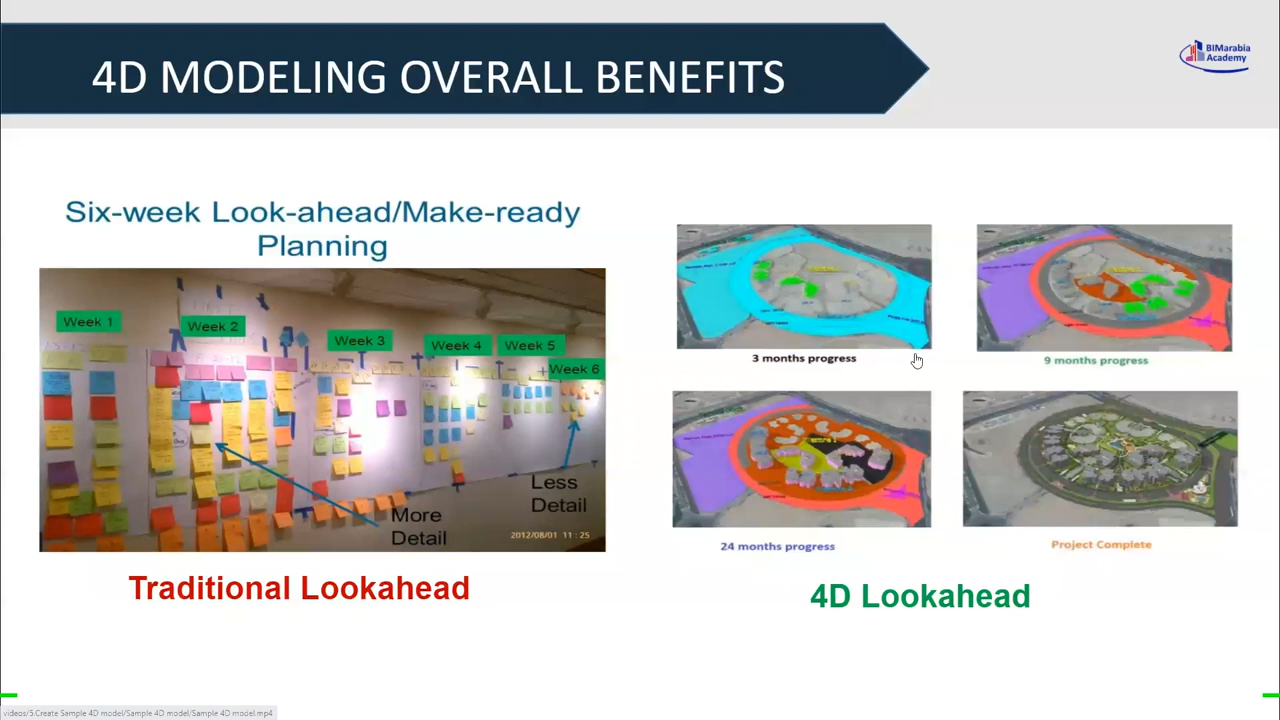 4D MODELING OVERALL BENEFITS
BIMarabia
Academy
Six-week Look-ahead/Make-ready
Planning
Week 1
Week 2
Week 3
Week 4
Week 5
Week 6
More
Detail
Less
Detail
2012/08/01 11:25
Traditional Lookahead
3 months progress
9 months progress
24 months progress
Project Complete
4D Lookahead
videos/5.Create Sample 4D model/Sample 4D model/Sample 4D model.mp4